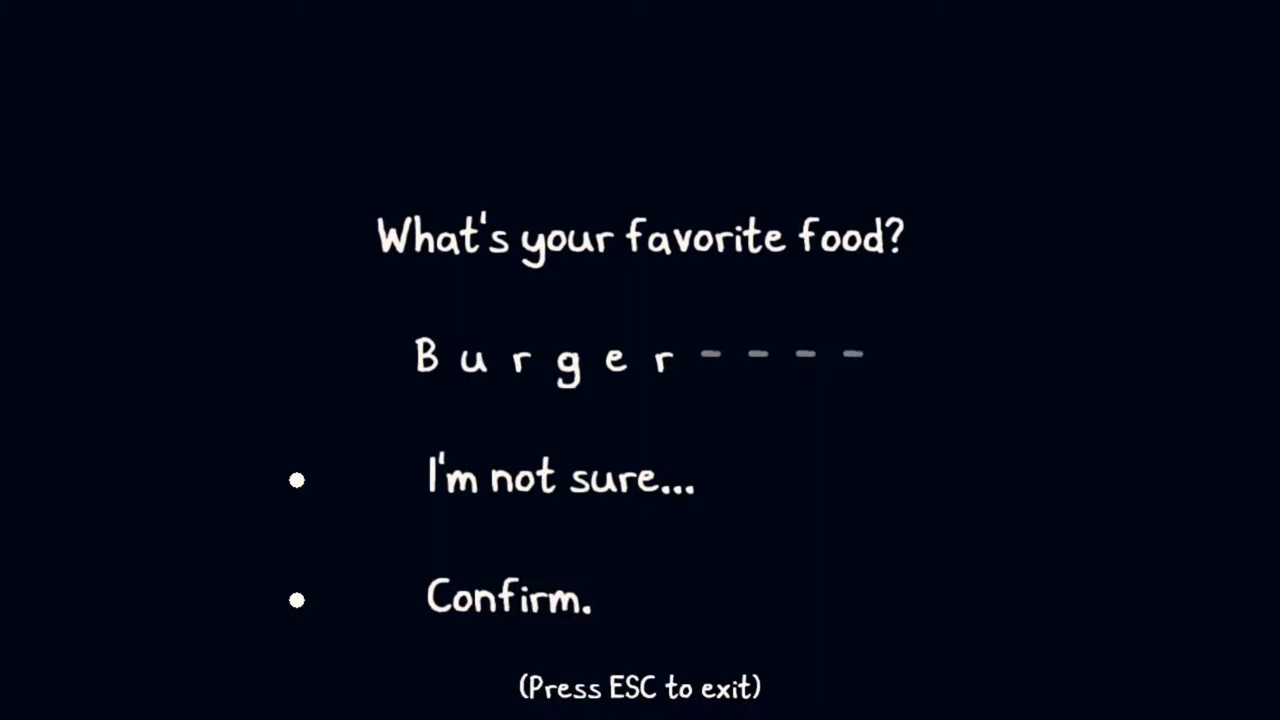 What's your favorite food?
B u r g e r - - - -
I'm not sure...
Confirm.
(Press ESC to exit)